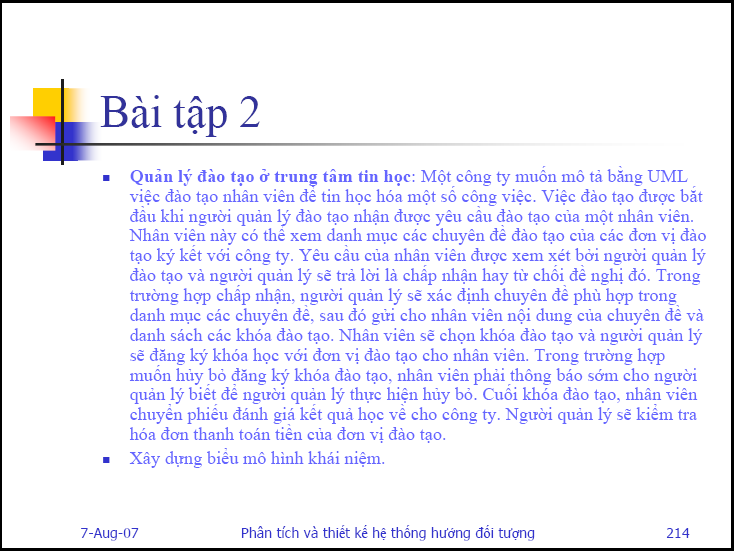 Bài tập 2
Quản lý đào tạo ở trung tâm tin học: Một công ty muốn mô tả bằng UML
việc đào tạo nhân viên để tin học hóa một số công việc. Việc đào tạo được bắt
đầu khi người quản lý đào tạo nhận được yêu cầu đào tạo của một nhân viên.
Nhân viên này có thể xem danh mục các chuyên đề đào tạo của các đơn vị đào
tạo ký kết với công ty. Yêu cầu của nhân viên được xem xét bởi người quản lý
đào tạo và người quản lý sẽ trả lời là chấp nhận hay từ chối đề nghị đó. Trong
trường hợp chấp nhận, người quản lý sẽ xác định chuyên đề phù hợp trong
danh mục các chuyên đề, sau đó gửi cho nhân viên nội dung của chuyên đề và
danh sách các khóa đào tạo. Nhân viên sẽ chọn khóa đào tạo và người quản lý
sẽ đăng ký khóa học với đơn vị đào tạo cho nhân viên. Trong trường hợp
muốn hủy bỏ đăng ký khóa đào tạo, nhân viên phải thông báo sớm cho người
quản lý biết để người quản lý thực hiện hủy bỏ. Cuối khóa đào tạo, nhân viên
chuyển phiếu đánh giá kết quả học về cho công ty. Người quản lý sẽ kiểm tra
hóa đơn thanh toán tiền của đơn vị đào tạo.
Xây dựng biểu mô hình khái niệm.
7-Aug-07 Phân tích và thiết kế hệ thống hướng đối tượng 214